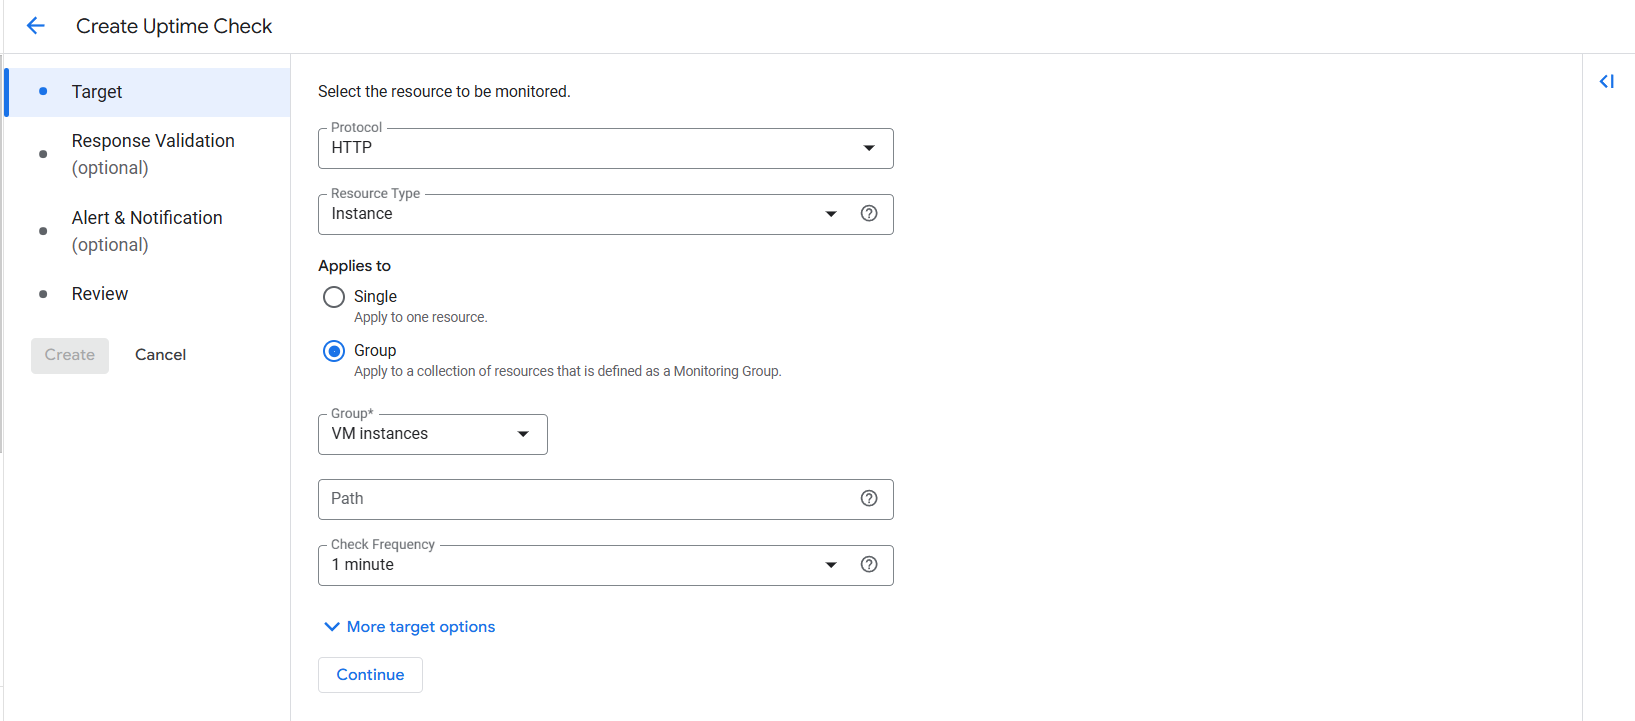 Create Uptime Check
Target
Response Validation
(optional)
Alert & Notification
(optional)
Review
Create
Cancel
Select the resource to be monitored.
Protocol
HTTP
Resource Type
Instance
Applies to
Single
Apply to one resource.
Group
Apply to a collection of resources that is defined as a Monitoring Group.
Group*
VM instances
Path
Check Frequency
1 minute
More target options
Continue